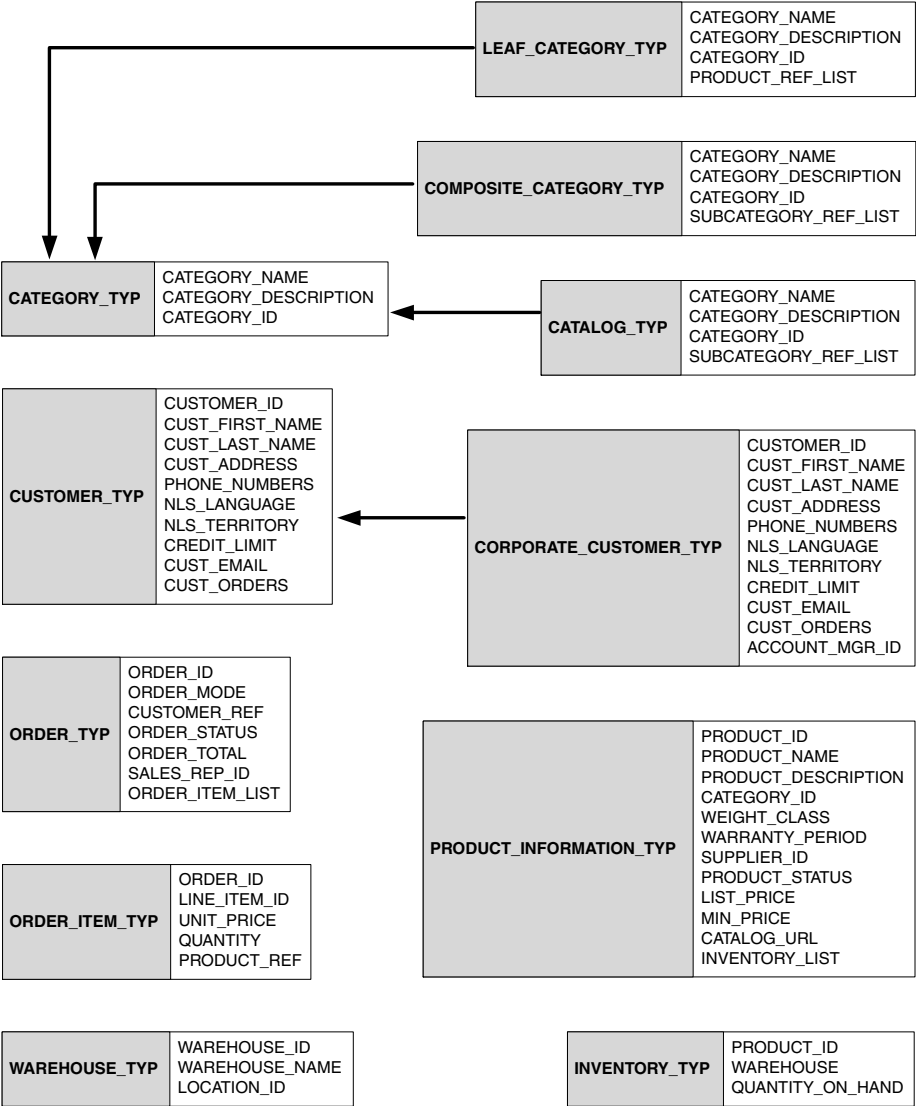 LEAF_CATEGORY_TYP
CATEGORY_NAME
CATEGORY_DESCRIPTION
CATEGORY_ID
PRODUCT_REF_LIST
COMPOSITE_CATEGORY_TYP
CATEGORY_NAME
CATEGORY_DESCRIPTION
CATEGORY_ID
SUBCATEGORY_REF_LIST
CATEGORY_TYP
CATEGORY_NAME
CATEGORY_DESCRIPTION
CATEGORY_ID
CATALOG_TYP
CATEGORY_NAME
CATEGORY_DESCRIPTION
CATEGORY_ID
SUBCATEGORY_REF_LIST
CUSTOMER_TYP
CUSTOMER_ID
CUST_FIRST_NAME
CUST_LAST_NAME
CUST_ADDRESS
PHONE_NUMBERS
NLS_LANGUAGE
NLS_TERRITORY
CREDIT_LIMIT
CUST_EMAIL
CUST_ORDERS
CORPORATE_CUSTOMER_TYP
CUSTOMER_ID
CUST_FIRST_NAME
CUST_LAST_NAME
CUST_ADDRESS
PHONE_NUMBERS
NLS_LANGUAGE
NLS_TERRITORY
CREDIT_LIMIT
CUST_EMAIL
CUST_ORDERS
ACCOUNT_MGR_ID
ORDER_TYP
ORDER_ID
ORDER_MODE
CUSTOMER_REF
ORDER_STATUS
ORDER_TOTAL
SALES_REP_ID
ORDER_ITEM_LIST
PRODUCT_INFORMATION_TYP
PRODUCT_ID
PRODUCT_NAME
PRODUCT_DESCRIPTION
CATEGORY_ID
WEIGHT_CLASS
WARRANTY_PERIOD
SUPPLIER_ID
PRODUCT_STATUS
LIST_PRICE
MIN_PRICE
CATALOG_URL
INVENTORY_LIST
ORDER_ITEM_TYP
ORDER_ID
LINE_ITEM_ID
UNIT_PRICE
QUANTITY
PRODUCT_REF
WAREHOUSE_TYP
WAREHOUSE_ID
WAREHOUSE_NAME
LOCATION_ID
INVENTORY_TYP
PRODUCT_ID
WAREHOUSE
QUANTITY_ON_HAND